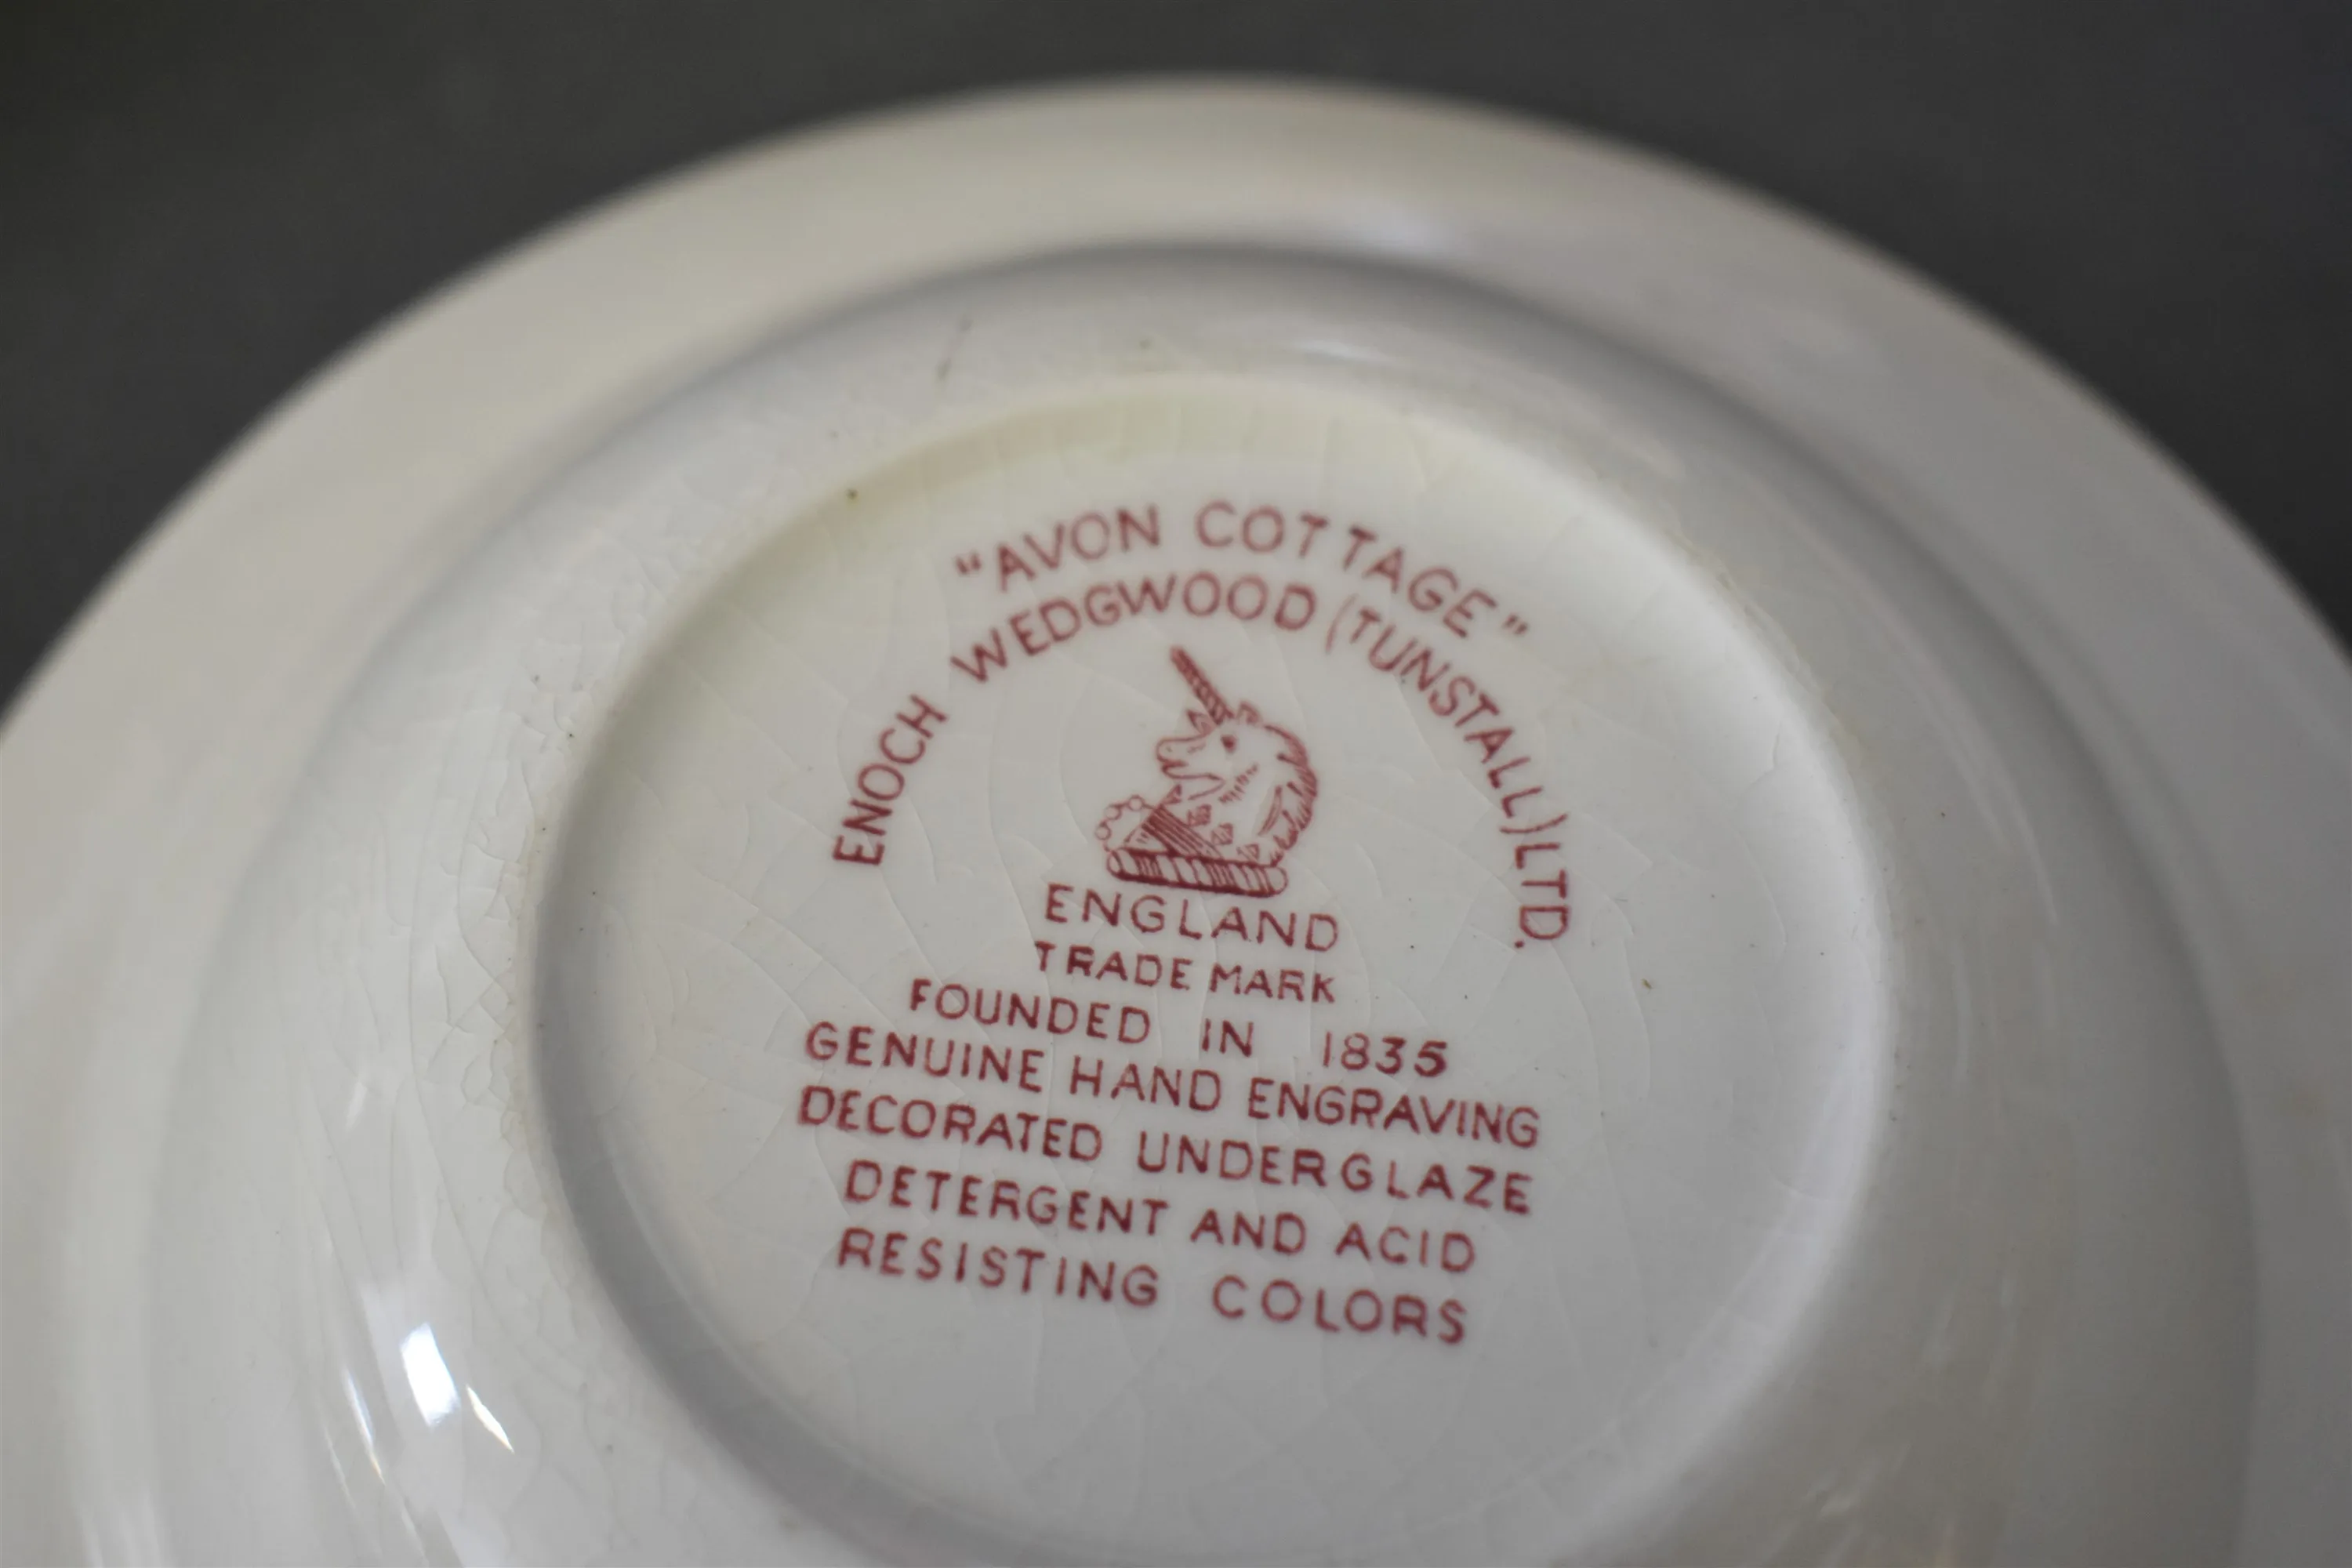 "AVON COTTAGE"
ENOCH WEDGWOOD (TUNSTALL) LTD.
ENGLAND
TRADE MARK
FOUNDED IN 1835
GENUINE HAND ENGRAVING
DECORATED UNDERGLAZE
DETERGENT AND ACID
RESISTING COLORS